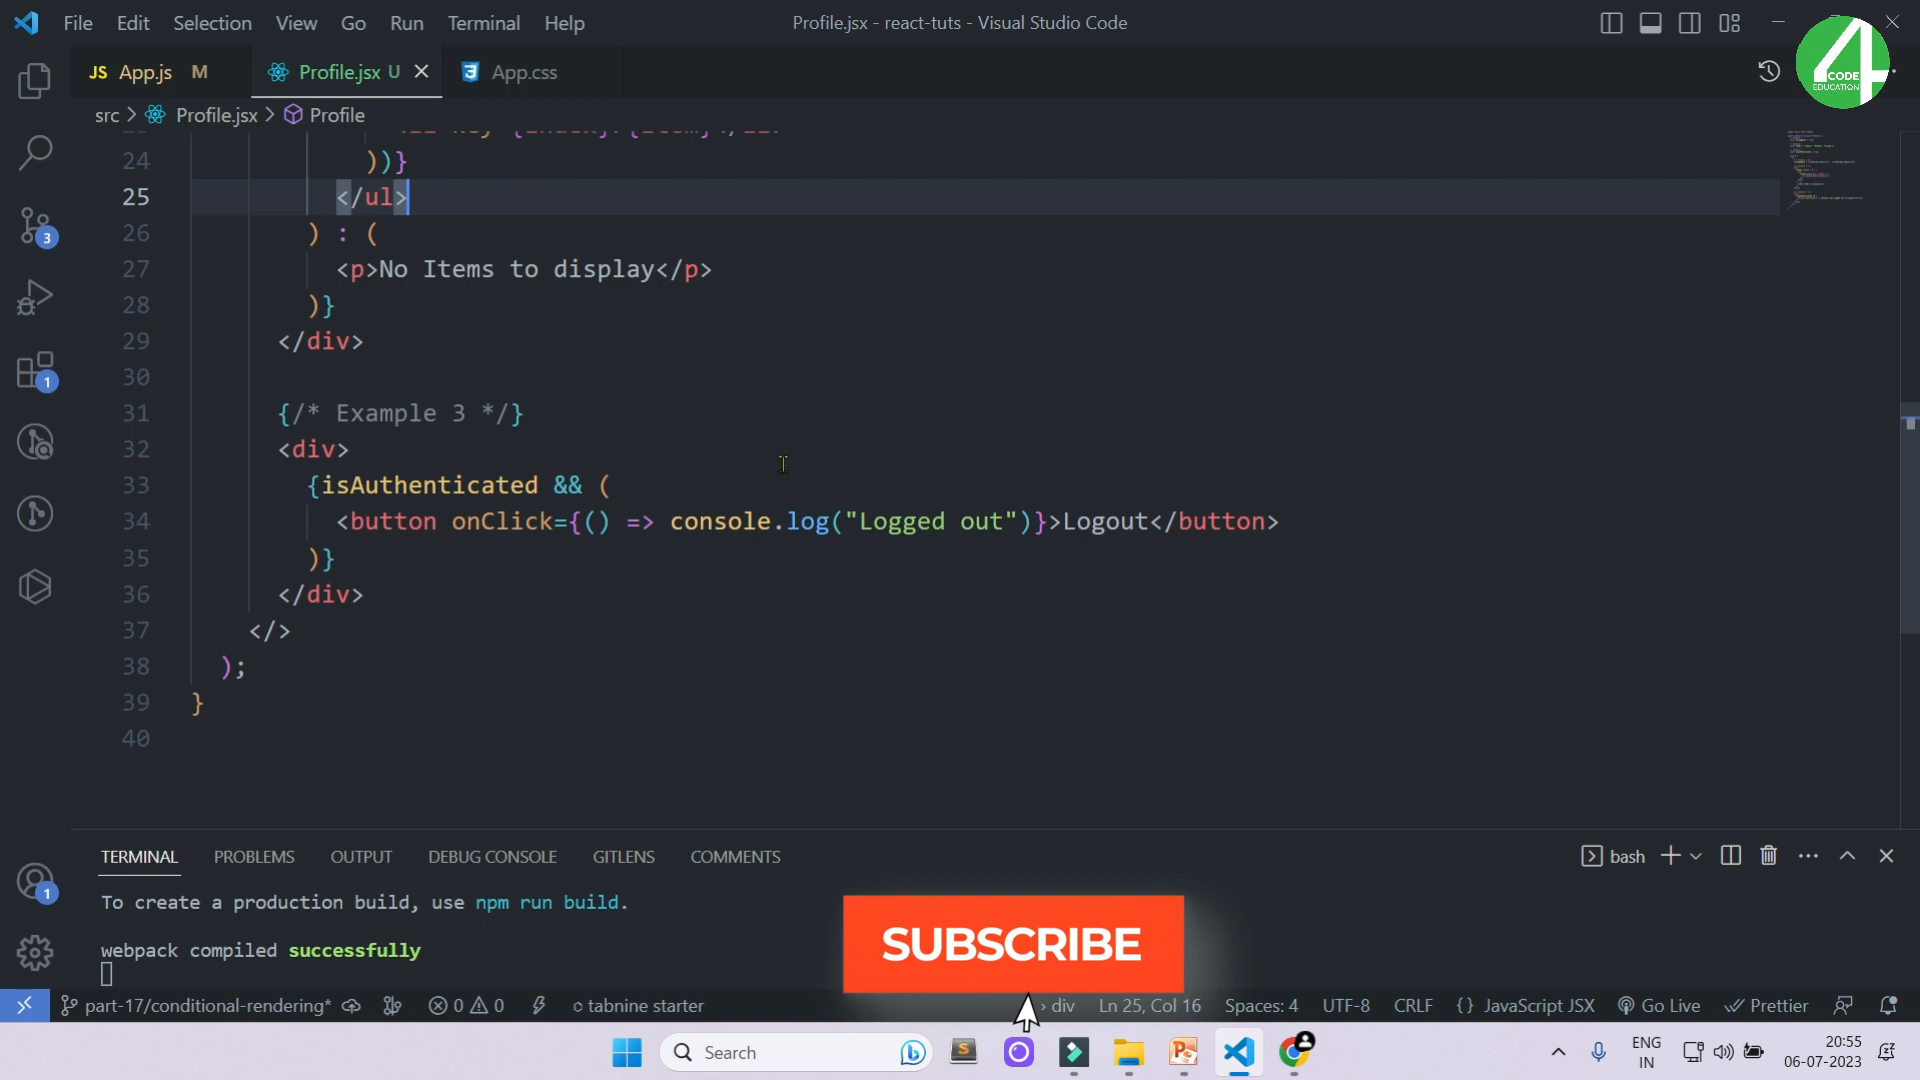 File Edit Selection View Go Run Terminal Help
Profile.jsx - react-tuts - Visual Studio Code
4
CODE
EDUCATION
JS App.js M
Profile.jsx U
App.css
src > Profile.jsx > Profile
24 ))}
25 </ul>
26 ) : (
27 <p>No Items to display</p>
28 )}
29 </div>
30
31 {/* Example 3 */}
32 <div>
33 {isAuthenticated && (
34 <button onClick={() => console.log("Logged out")}>Logout</button>
35 )}
36 </div>
37 </>
38 );
39 }
40
3
1
1
TERMINAL PROBLEMS OUTPUT DEBUG CONSOLE GITLENS COMMENTS
bash
To create a production build, use npm run build.
webpack compiled successfully
SUBSCRIBE
part-17/conditional-rendering* 0 0 tabnine starter › div Ln 25, Col 16 Spaces: 4 UTF-8 CRLF {} JavaScript JSX Go Live Prettier
Search
ENG
IN
20:55
06-07-2023